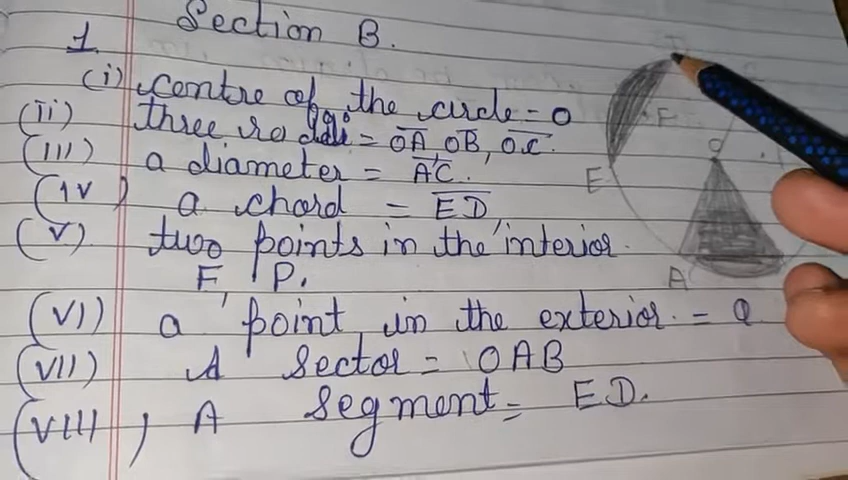 Section B.
1
(i) centre of the circle = O
(ii) three radii = OA OB, OC.
(III) a diameter = AC.
(IV) a chord = ED,
(V) two points in the interior.
F, P.
(VI) a point in the exterior. = Q
(VII) A Sector = OAB
(VIII), A Segment = ED.
F
O
E
A